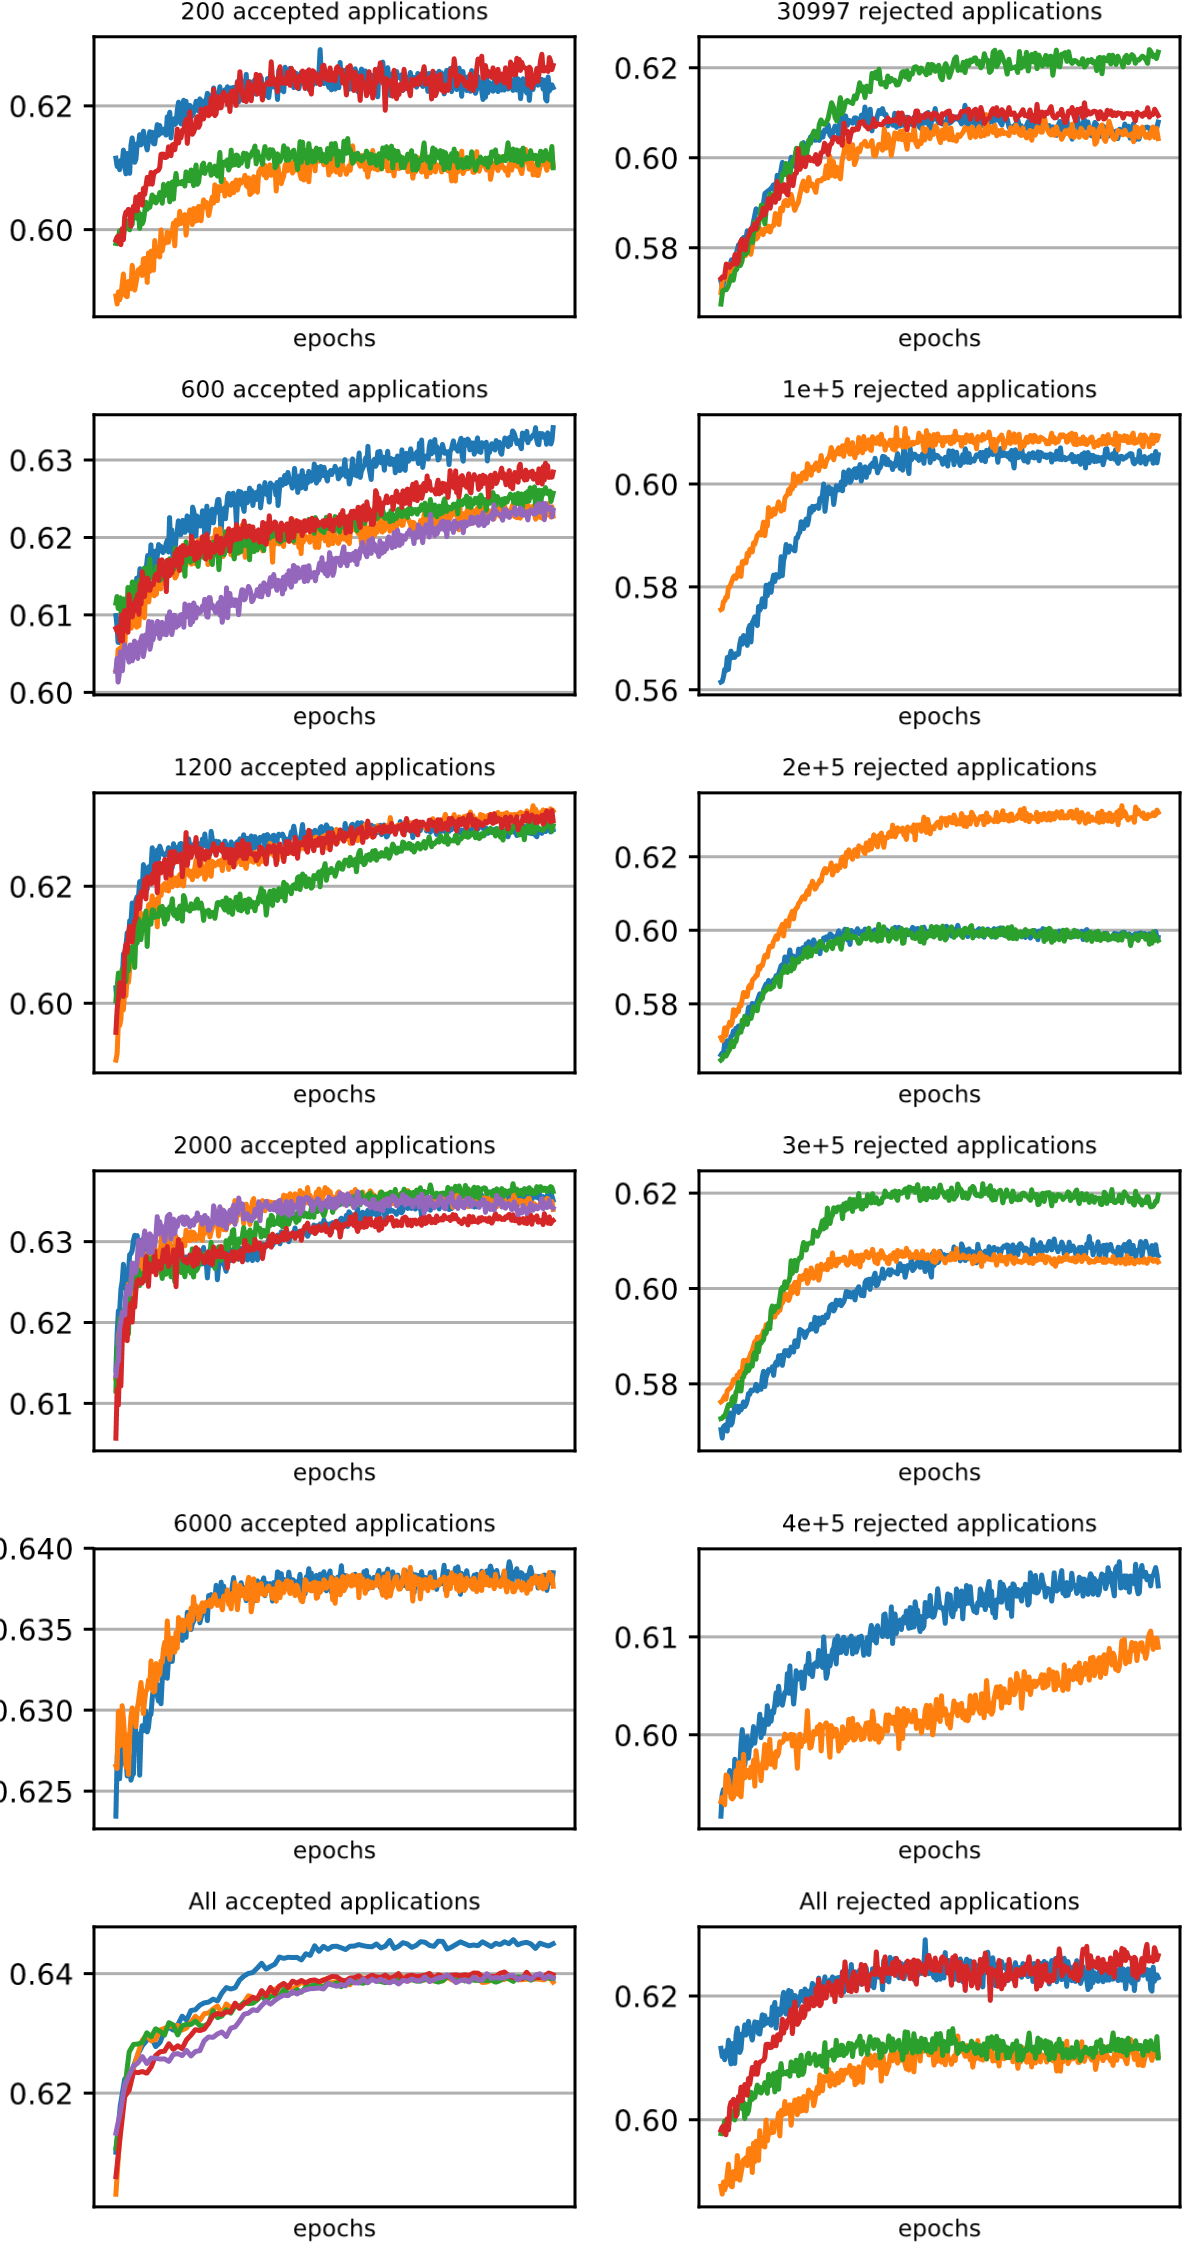 200 accepted applications
0.62
0.60
epochs
30997 rejected applications
0.62
0.60
0.58
epochs
600 accepted applications
0.63
0.62
0.61
0.60
epochs
1e+5 rejected applications
0.60
0.58
0.56
epochs
1200 accepted applications
0.62
0.60
epochs
2e+5 rejected applications
0.62
0.60
0.58
epochs
2000 accepted applications
0.63
0.62
0.61
epochs
3e+5 rejected applications
0.62
0.60
0.58
epochs
6000 accepted applications
0.640
0.635
0.630
0.625
epochs
4e+5 rejected applications
0.61
0.60
epochs
All accepted applications
0.64
0.62
epochs
All rejected applications
0.62
0.60
epochs